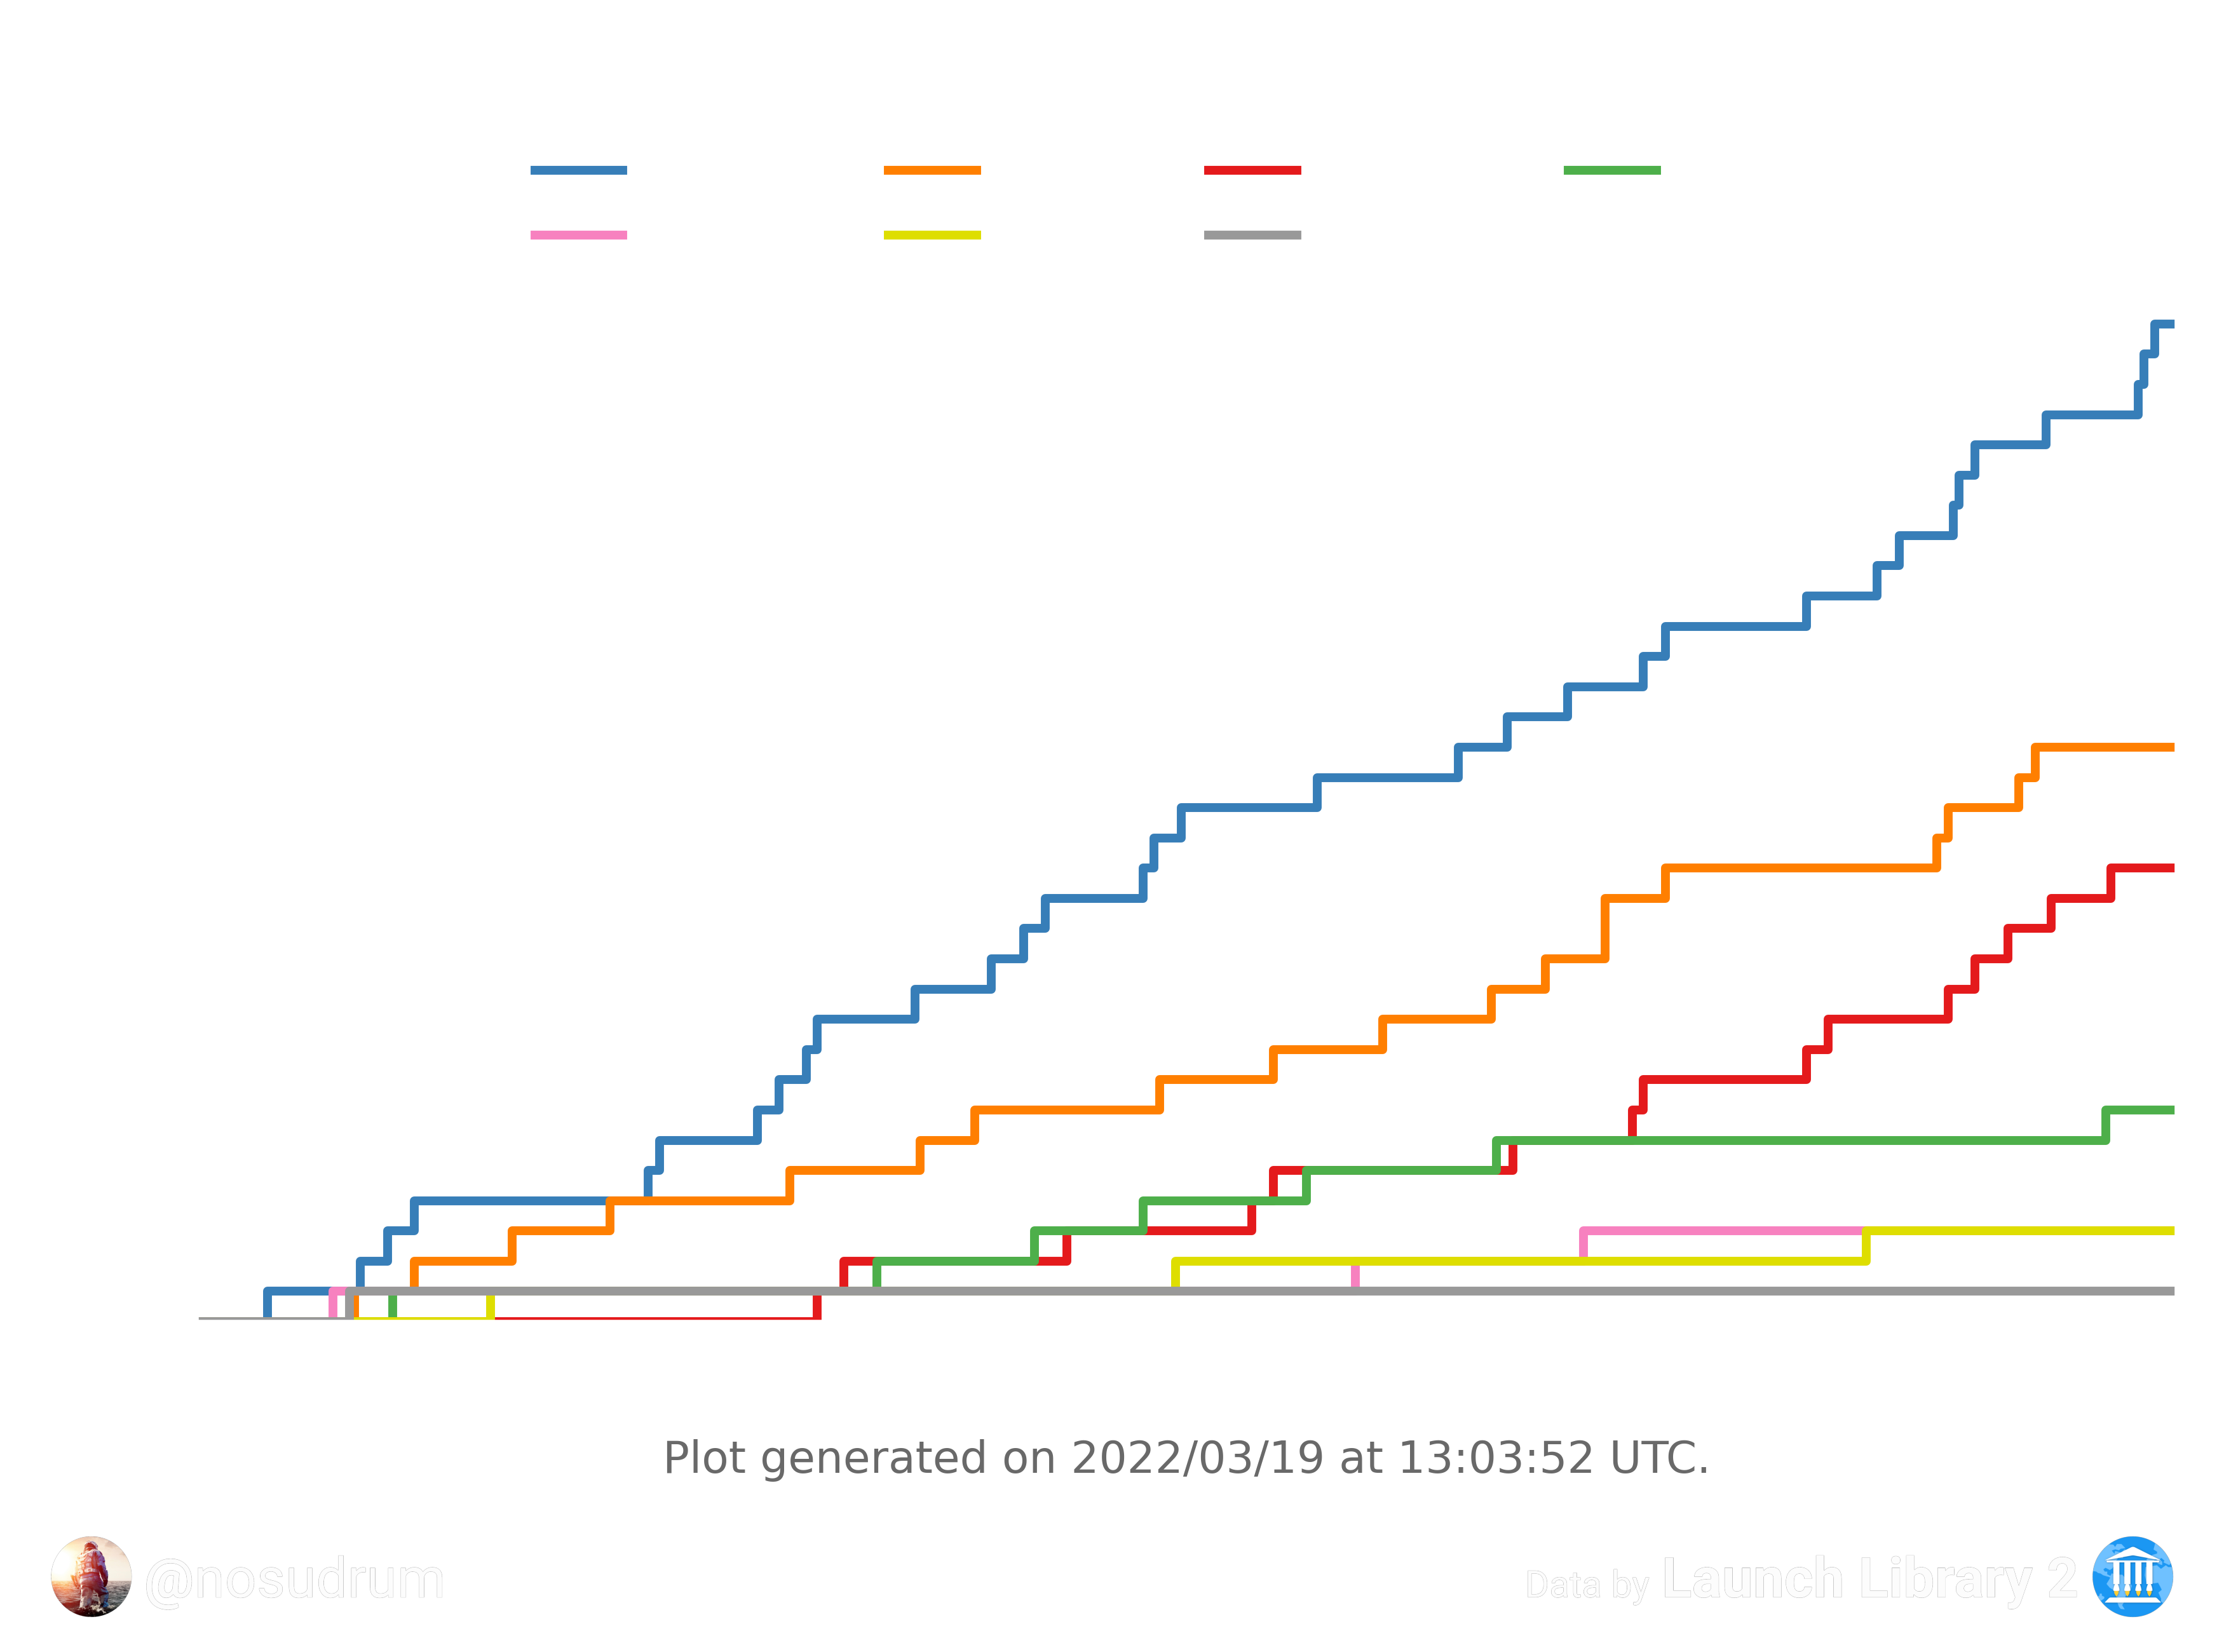 Plot generated on 2022/03/19 at 13:03:52 UTC.
@nosudrum
Data by Launch Library 2